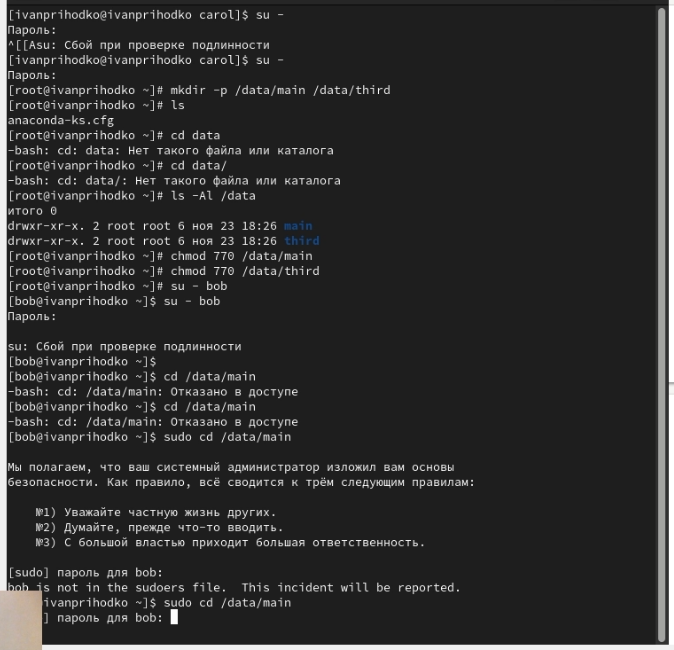 [ivanprihodko@ivanprihodko carol]$ su -
Пароль:
^[[Asu: Сбой при проверке подлинности
[ivanprihodko@ivanprihodko carol]$ su -
Пароль:
[root@ivanprihodko ~]# mkdir -p /data/main /data/third
[root@ivanprihodko ~]# ls
anaconda-ks.cfg
[root@ivanprihodko ~]# cd data
-bash: cd: data: Нет такого файла или каталога
[root@ivanprihodko ~]# cd data/
-bash: cd: data/: Нет такого файла или каталога
[root@ivanprihodko ~]# ls -Al /data
итого 0
drwxr-xr-x. 2 root root 6 ноя 23 18:26 main
drwxr-xr-x. 2 root root 6 ноя 23 18:26 third
[root@ivanprihodko ~]# chmod 770 /data/main
[root@ivanprihodko ~]# chmod 770 /data/third
[root@ivanprihodko ~]# su - bob
[bob@ivanprihodko ~]$ su - bob
Пароль:
su: Сбой при проверке подлинности
[bob@ivanprihodko ~]$
[bob@ivanprihodko ~]$ cd /data/main
-bash: cd: /data/main: Отказано в доступе
[bob@ivanprihodko ~]$ cd /data/main
-bash: cd: /data/main: Отказано в доступе
[bob@ivanprihodko ~]$ sudo cd /data/main
Мы полагаем, что ваш системный администратор изложил вам основы
безопасности. Как правило, всё сводится к трём следующим правилам:
№1) Уважайте частную жизнь других.
№2) Думайте, прежде что-то вводить.
№3) С большой властью приходит большая ответственность.
[sudo] пароль для bob:
bob is not in the sudoers file.  This incident will be reported.
ivanprihodko ~]$ sudo cd /data/main
] пароль для bob: